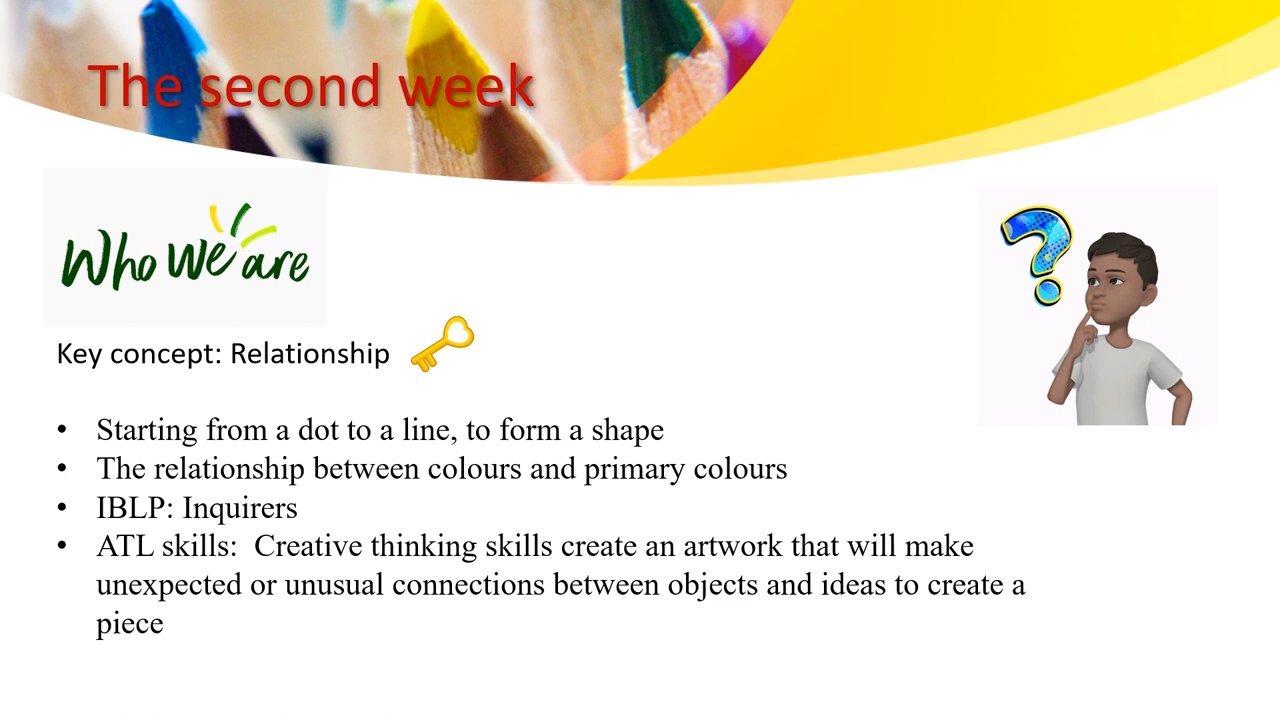 The second week
Who we are
?
Key concept: Relationship
• Starting from a dot to a line, to form a shape
• The relationship between colours and primary colours
• IBLP: Inquirers
• ATL skills:  Creative thinking skills create an artwork that will make
unexpected or unusual connections between objects and ideas to create a
piece